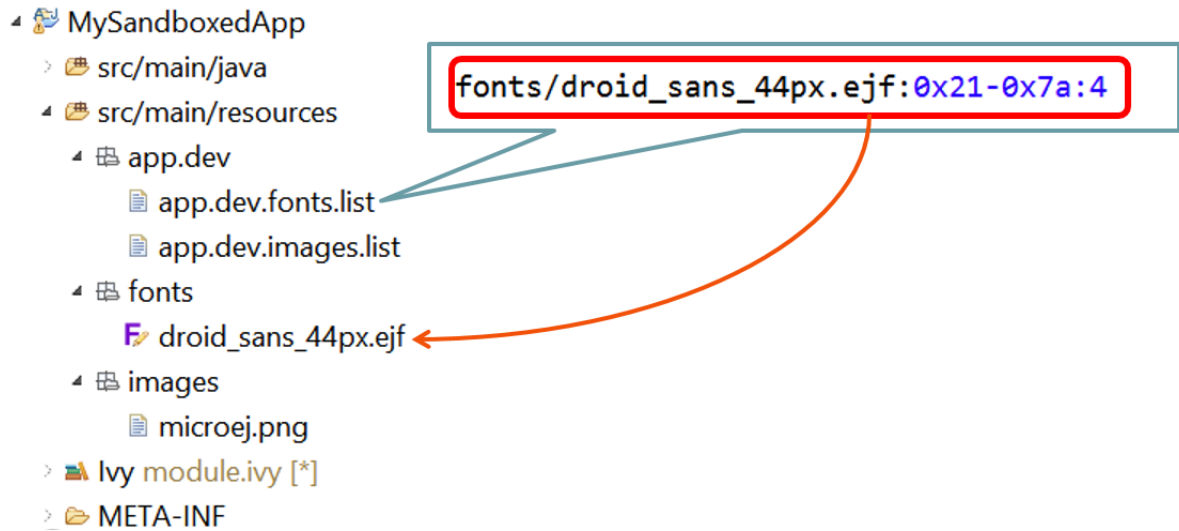 MySandboxedApp
src/main/java
fonts/droid_sans_44px.ejf:0x21-0x7a:4
src/main/resources
app.dev
app.dev.fonts.list
app.dev.images.list
fonts
droid_sans_44px.ejf
images
microej.png
Ivy module.ivy [*]
META-INF